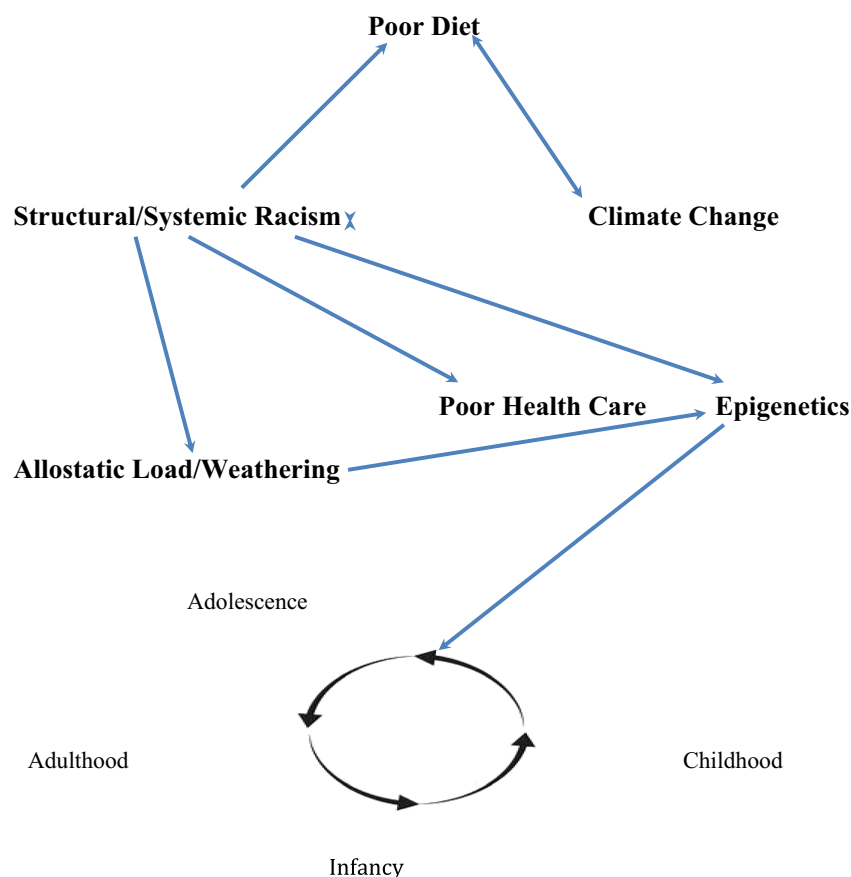 Poor Diet
Structural/Systemic Racism
Climate Change
Poor Health Care
Epigenetics
Allostatic Load/Weathering
Adolescence
Adulthood
Childhood
Infancy